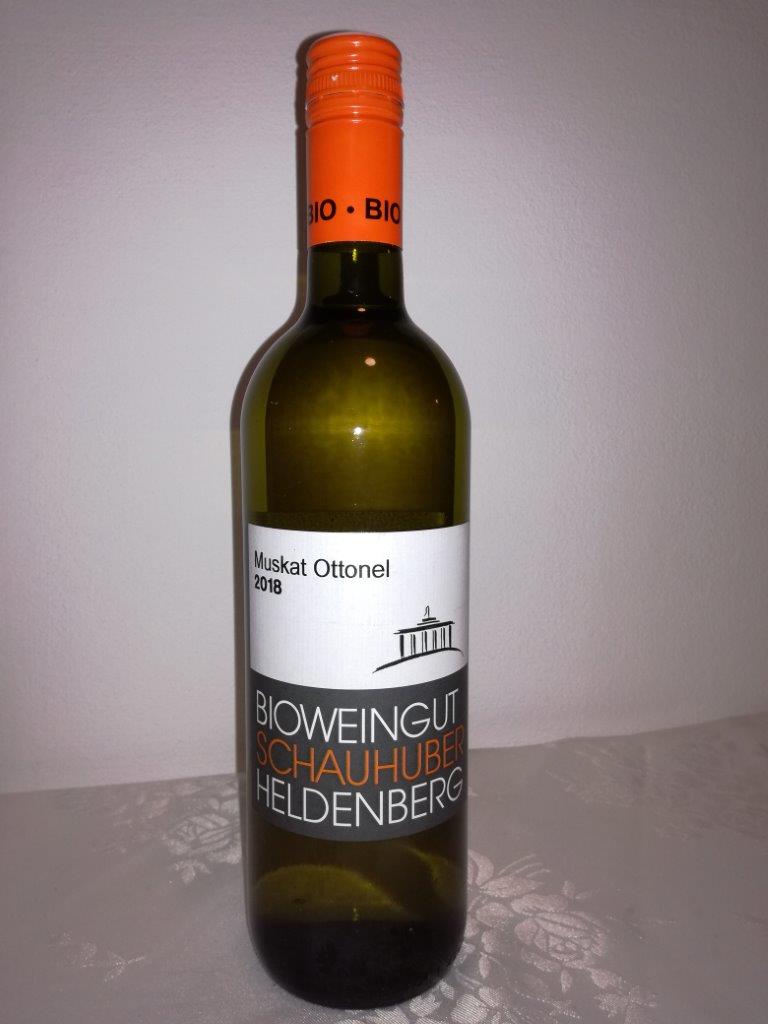 BIO • BIO
Muskat Ottonel
2018
BIOWEINGUT
SCHAUHUBER
HELDENBERG